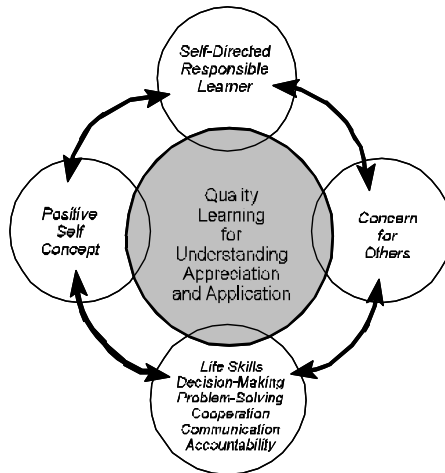 Self-Directed
Responsible
Learner
Positive
Self
Concept
Quality
Learning
for
Understanding
Appreciation
and Application
Concern
for
Others
Life Skills
Decision-Making
Problem-Solving
Cooperation
Communication
Accountability